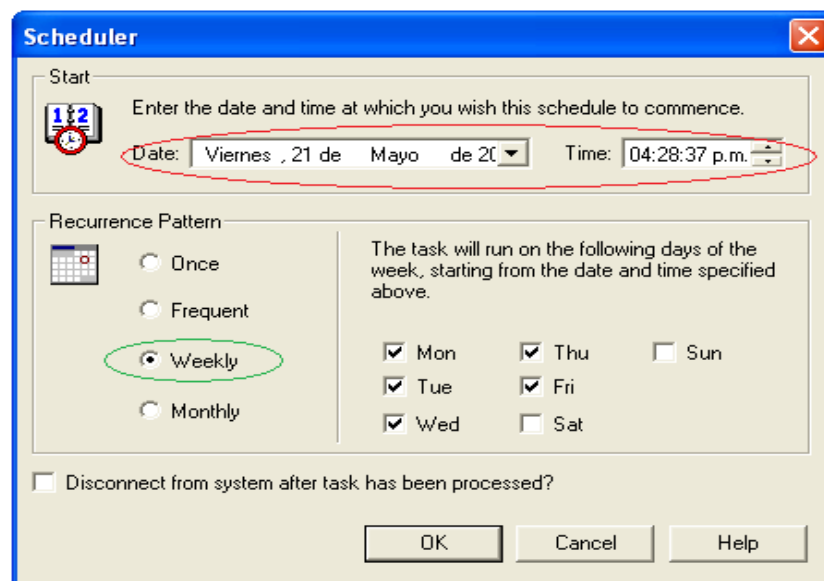 Scheduler
Start
1 2
Enter the date and time at which you wish this schedule to commence.
Date: Viernes , 21 de Mayo de 20 Time: 04:28:37 p.m.
Recurrence Pattern
Once
Frequent
Weekly
Monthly
The task will run on the following days of the
week, starting from the date and time specified
above.
Mon Thu Sun
Tue Fri
Wed Sat
Disconnect from system after task has been processed?
OK Cancel Help